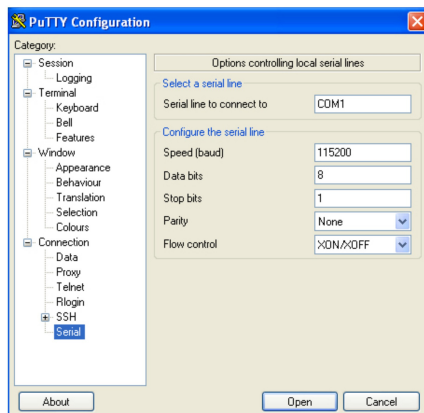 PuTTY Configuration
Category:
Session
Logging
Terminal
Keyboard
Bell
Features
Window
Appearance
Behaviour
Translation
Selection
Colours
Connection
Data
Proxy
Telnet
Rlogin
SSH
Serial
Options controlling local serial lines
Select a serial line
Serial line to connect to COM1
Configure the serial line
Speed (baud) 115200
Data bits 8
Stop bits 1
Parity None
Flow control XON/XOFF
About Open Cancel